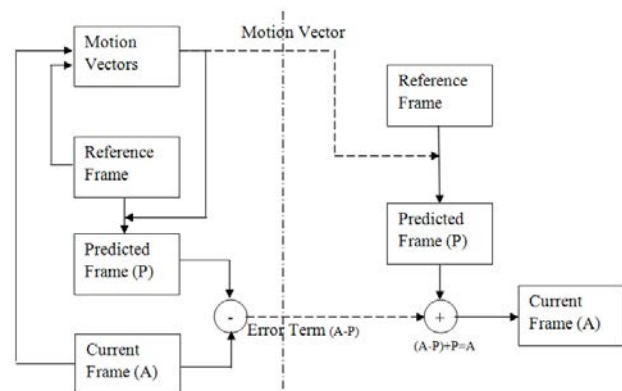 Motion
Vectors
Motion Vector
Reference
Frame
Reference
Frame
Predicted
Frame (P)
Predicted
Frame (P)
-
Error Term (A-P)
+
(A-P)+P=A
Current
Frame (A)
Current
Frame (A)